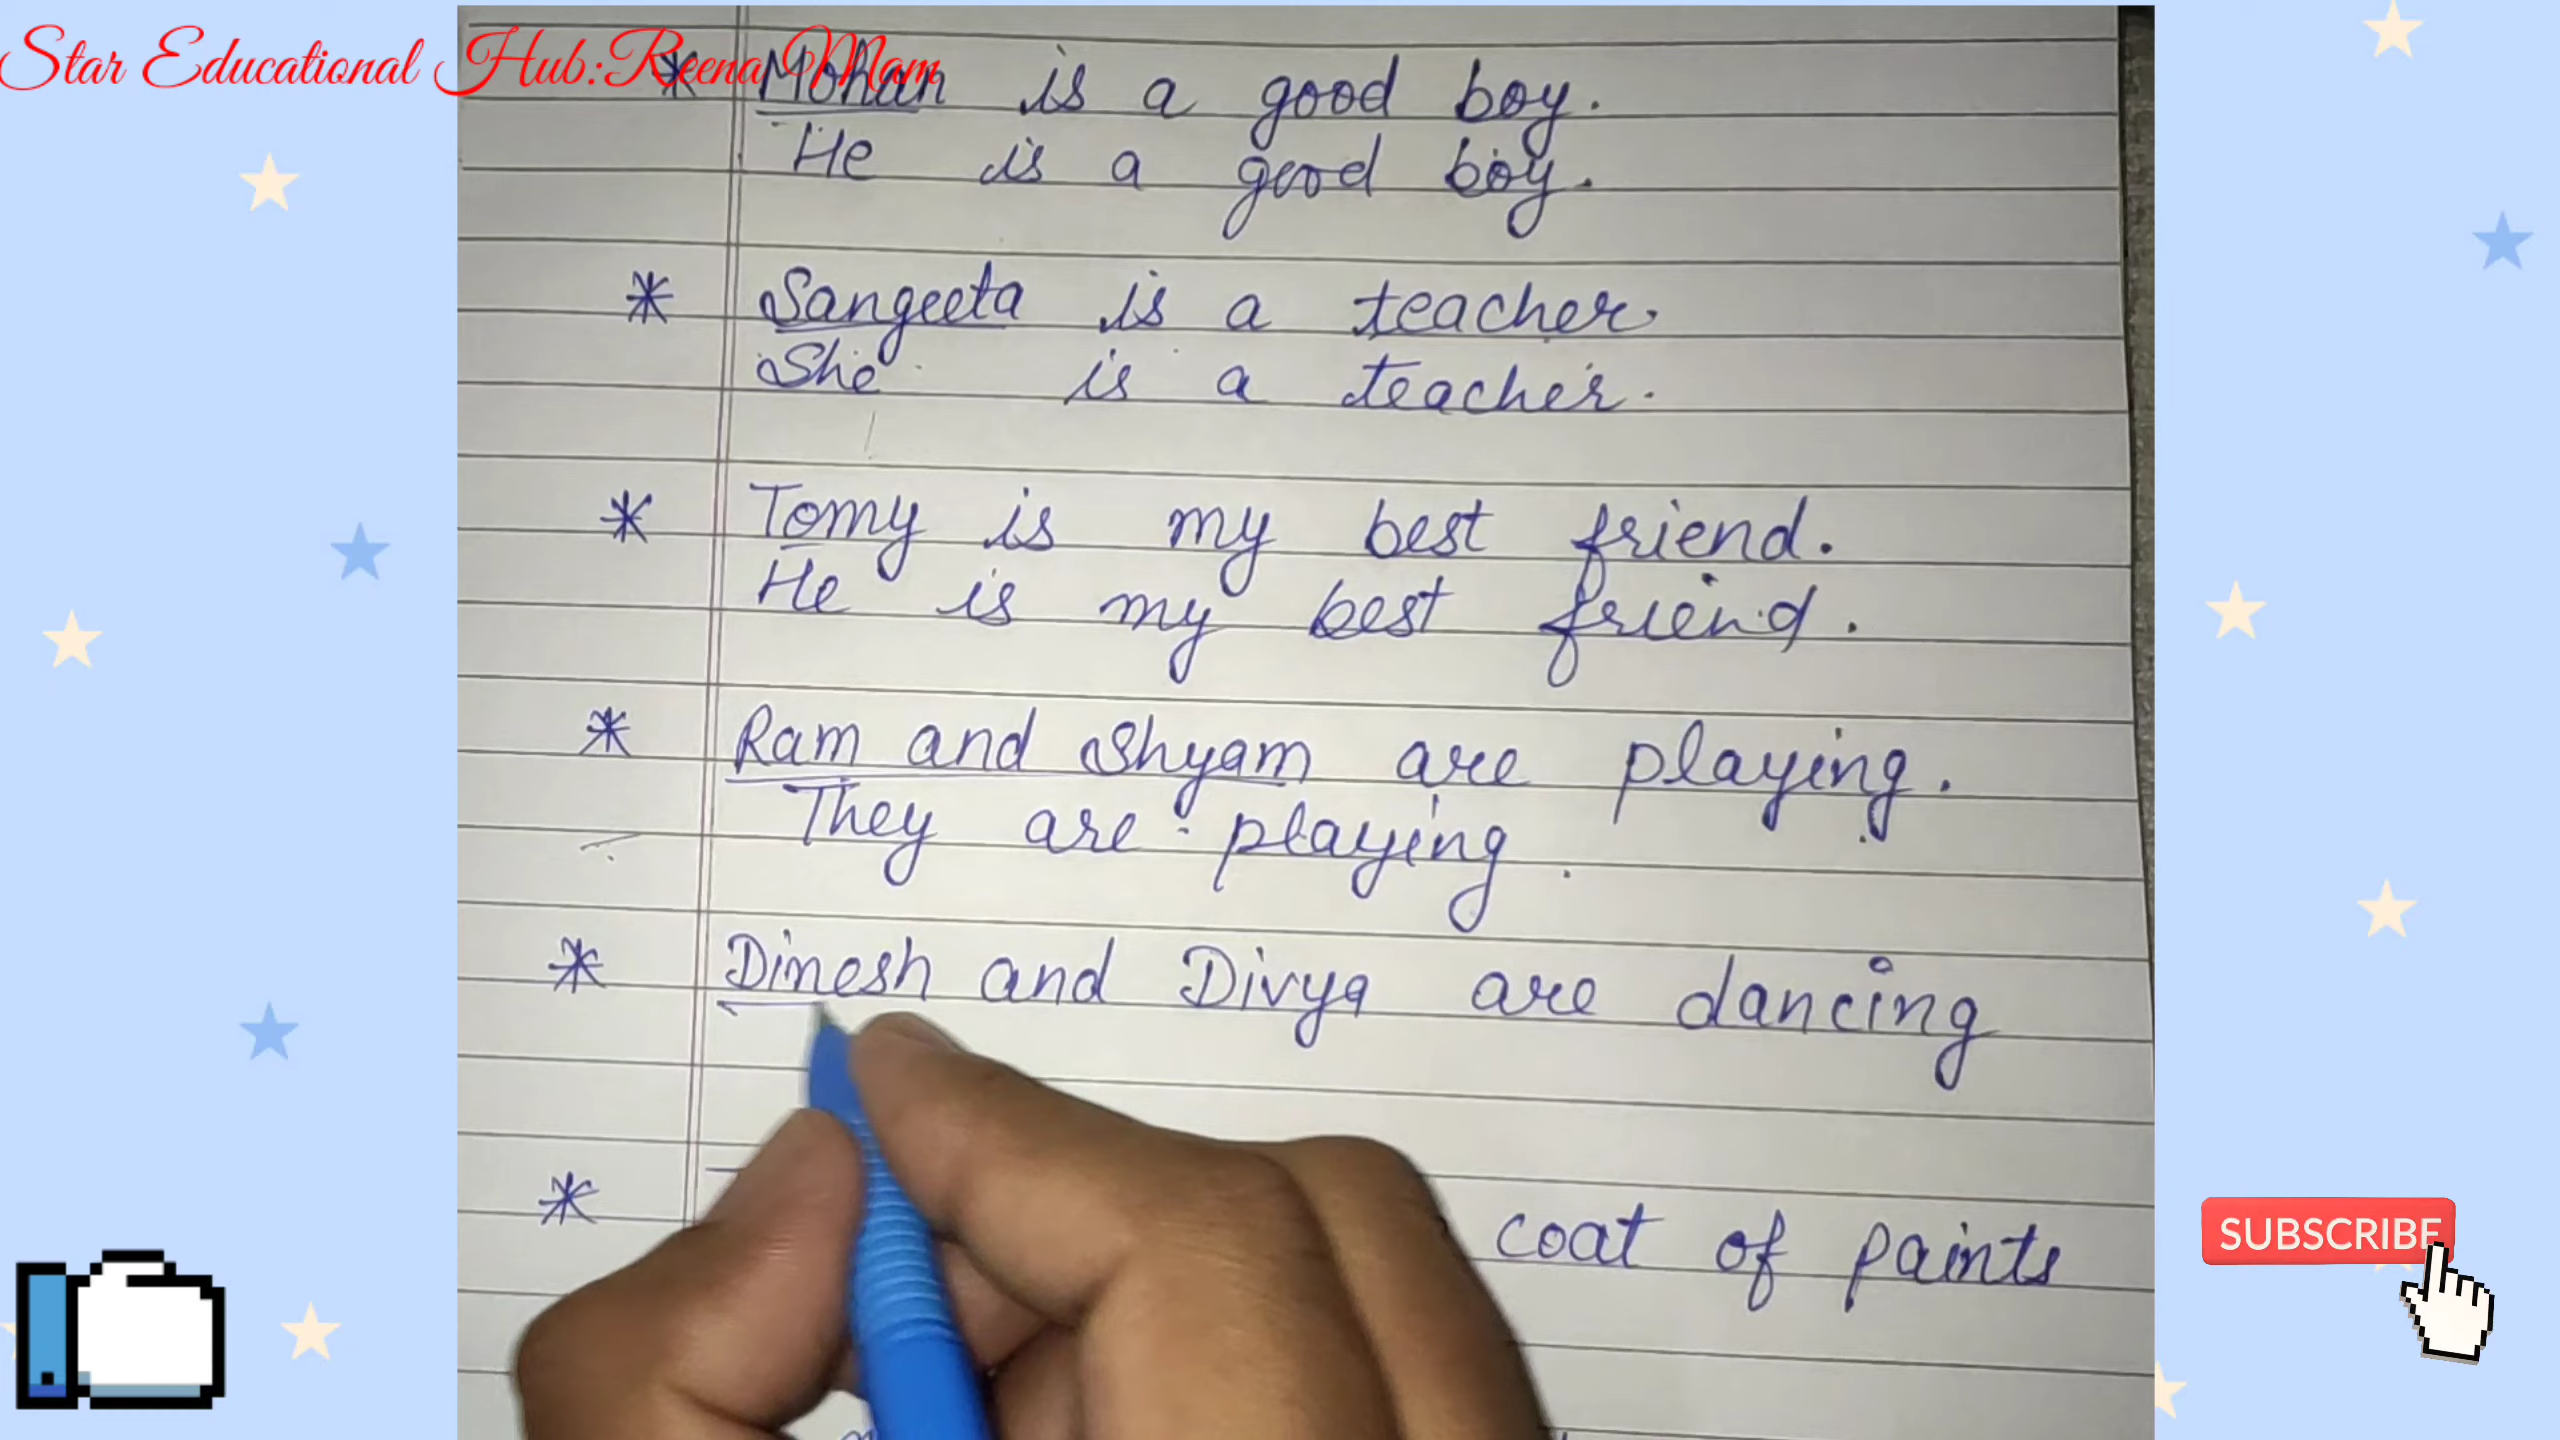 Star Educational Hub:Reena Mam
* Mohan is a good boy.
He is a good boy.
* Sangeeta is a teacher.
She is a teacher.
* Tomy is my best friend.
He is my best friend.
* Ram and Shyam are playing.
They are playing.
* Dinesh and Divya are dancing
* coat of paints
SUBSCRIBE